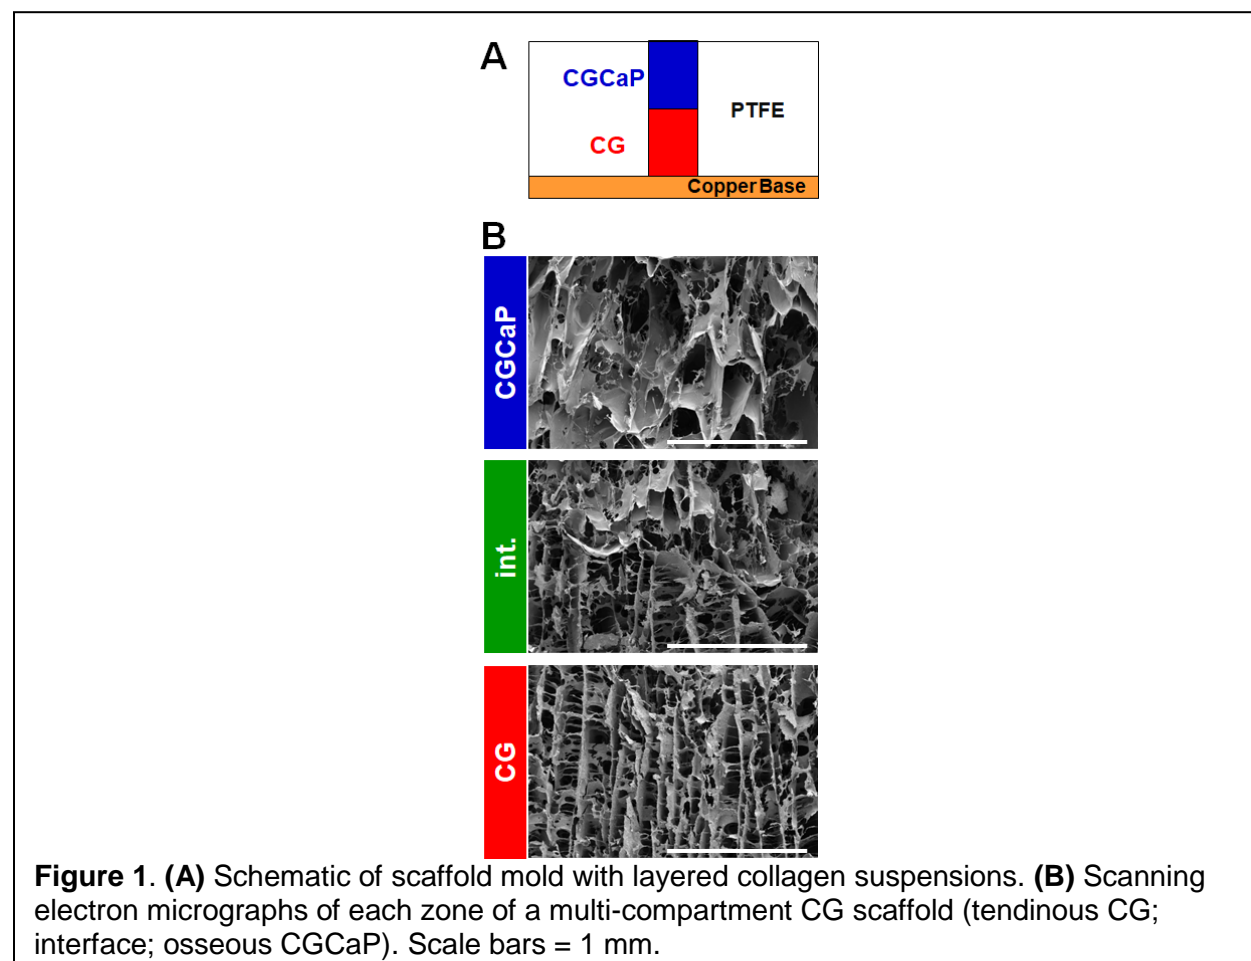 A
CGCaP
PTFE
CG
Copper Base
B
CGCaP
int.
CG
Figure 1. (A) Schematic of scaffold mold with layered collagen suspensions. (B) Scanning
electron micrographs of each zone of a multi-compartment CG scaffold (tendinous CG;
interface; osseous CGCaP). Scale bars = 1 mm.